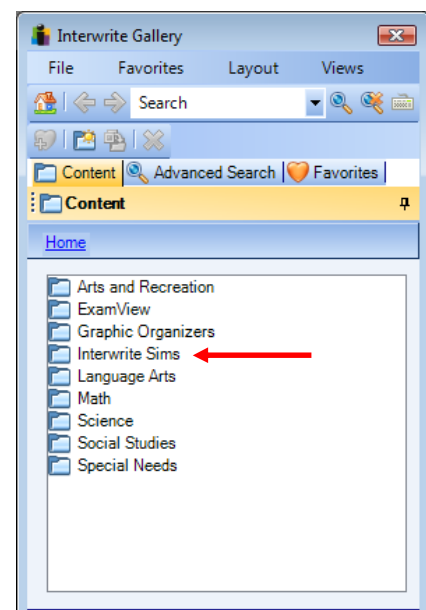 Interwrite Gallery
File Favorites Layout Views
Search
Content Advanced Search Favorites
Content
Home
Arts and Recreation
ExamView
Graphic Organizers
Interwrite Sims
Language Arts
Math
Science
Social Studies
Special Needs